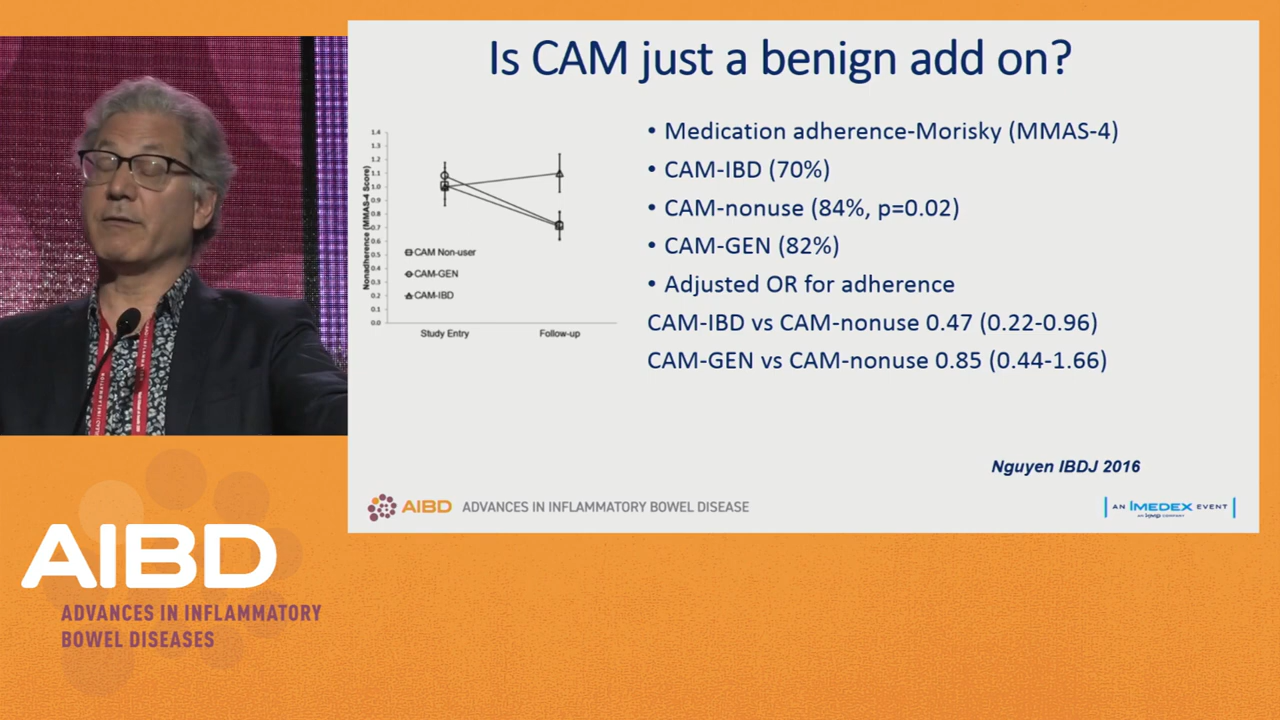 Is CAM just a benign add on?
1.4
1.3
1.2
1.1
1.0
0.9
0.8
0.7
0.6
0.5
0.4
0.3
0.2
0.1
0.0
Nonadherence (MMAS-4 Score)
CAM Non-user
CAM-GEN
CAM-IBD
Study Entry
Follow-up
• Medication adherence-Morisky (MMAS-4)
• CAM-IBD (70%)
• CAM-nonuse (84%, p=0.02)
• CAM-GEN (82%)
• Adjusted OR for adherence
CAM-IBD vs CAM-nonuse 0.47 (0.22-0.96)
CAM-GEN vs CAM-nonuse 0.85 (0.44-1.66)
Nguyen IBDJ 2016
AIBD ADVANCES IN INFLAMMATORY BOWEL DISEASE
AN IMEDEX EVENT
AIBD
ADVANCES IN INFLAMMATORY
BOWEL DISEASES